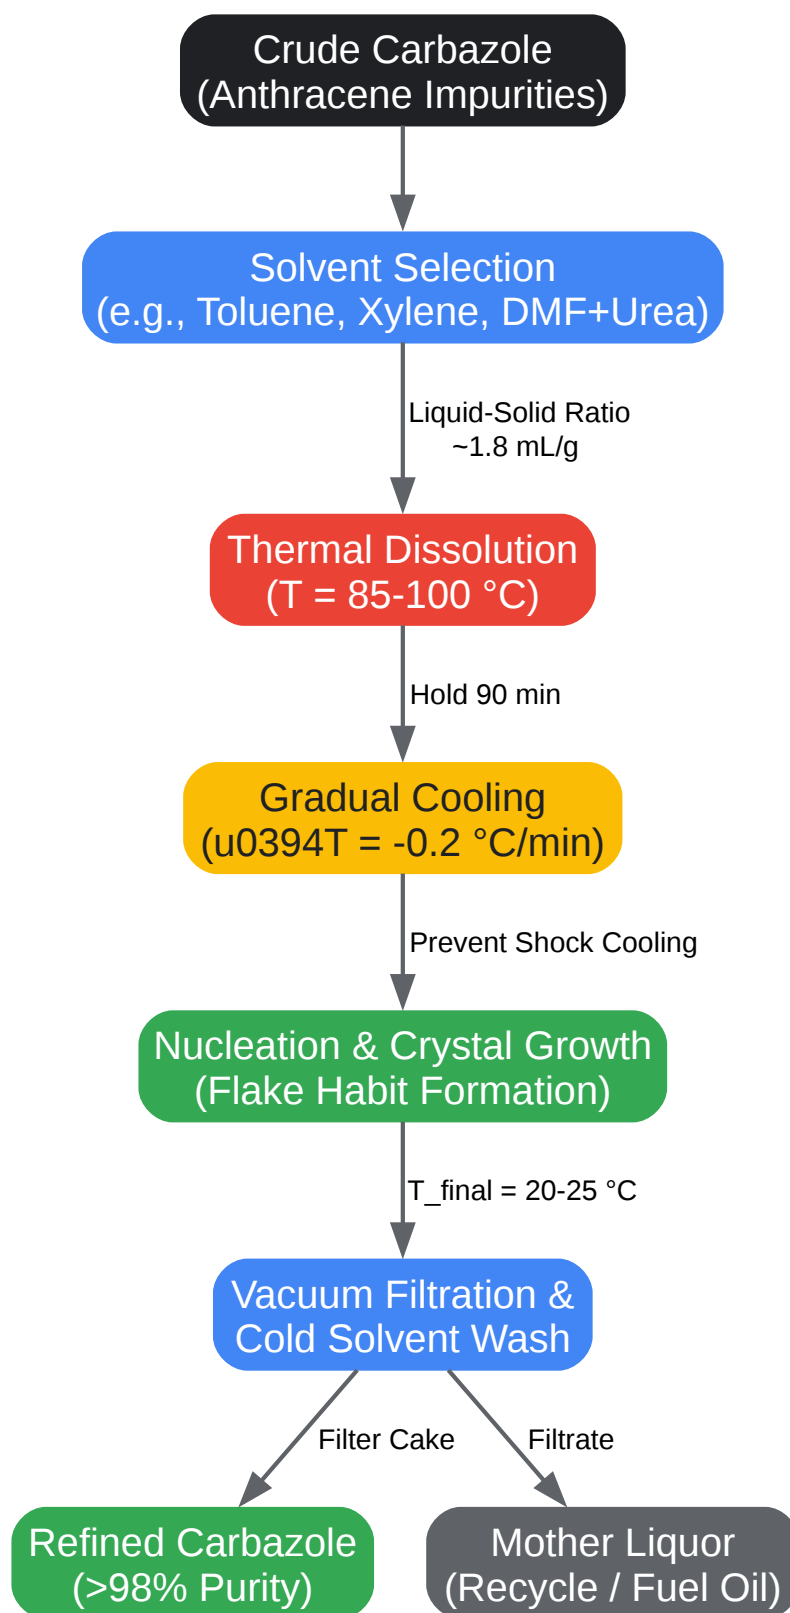 Crude Carbazole
(Anthracene Impurities)
Solvent Selection
(e.g., Toluene, Xylene, DMF+Urea)
Liquid-Solid Ratio
~1.8 mL/g
Thermal Dissolution
(T = 85-100 °C)
Hold 90 min
Gradual Cooling
(u0394T = -0.2 °C/min)
Prevent Shock Cooling
Nucleation & Crystal Growth
(Flake Habit Formation)
T_final = 20-25 °C
Vacuum Filtration &
Cold Solvent Wash
Filter Cake
Filtrate
Refined Carbazole
(>98% Purity)
Mother Liquor
(Recycle / Fuel Oil)